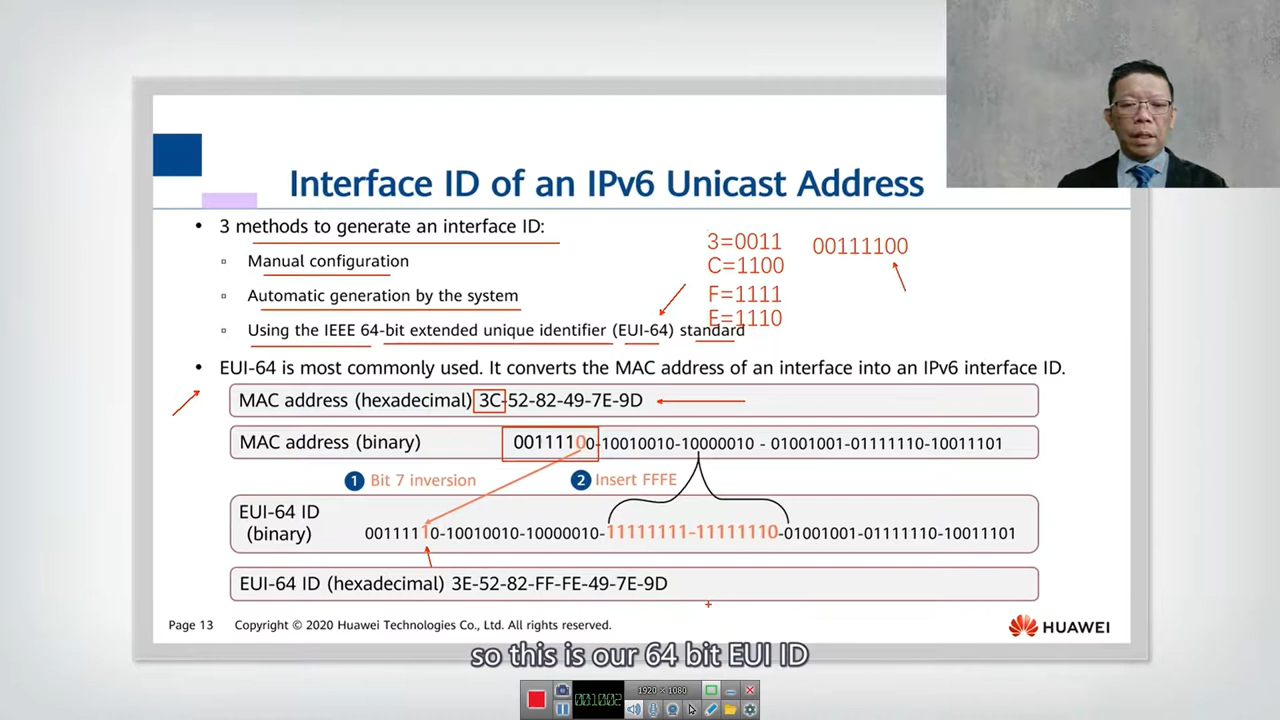 Interface ID of an IPv6 Unicast Address
• 3 methods to generate an interface ID:
▫ Manual configuration
▫ Automatic generation by the system
▫ Using the IEEE 64-bit extended unique identifier (EUI-64) standard
3=0011
C=1100
F=1111
E=1110
00111100
• EUI-64 is most commonly used. It converts the MAC address of an interface into an IPv6 interface ID.
MAC address (hexadecimal) 3C-52-82-49-7E-9D
MAC address (binary) 00111100-10010010-10000010 - 01001001-01111110-10011101
1 Bit 7 inversion
2 Insert FFFE
EUI-64 ID
(binary)
00111110-10010010-10000010-11111111-11111110-01001001-01111110-10011101
EUI-64 ID (hexadecimal) 3E-52-82-FF-FE-49-7E-9D
Page 13 Copyright © 2020 Huawei Technologies Co., Ltd. All rights reserved.
HUAWEI
so this is our 64 bit EUI ID
00:10:02
1920 × 1080